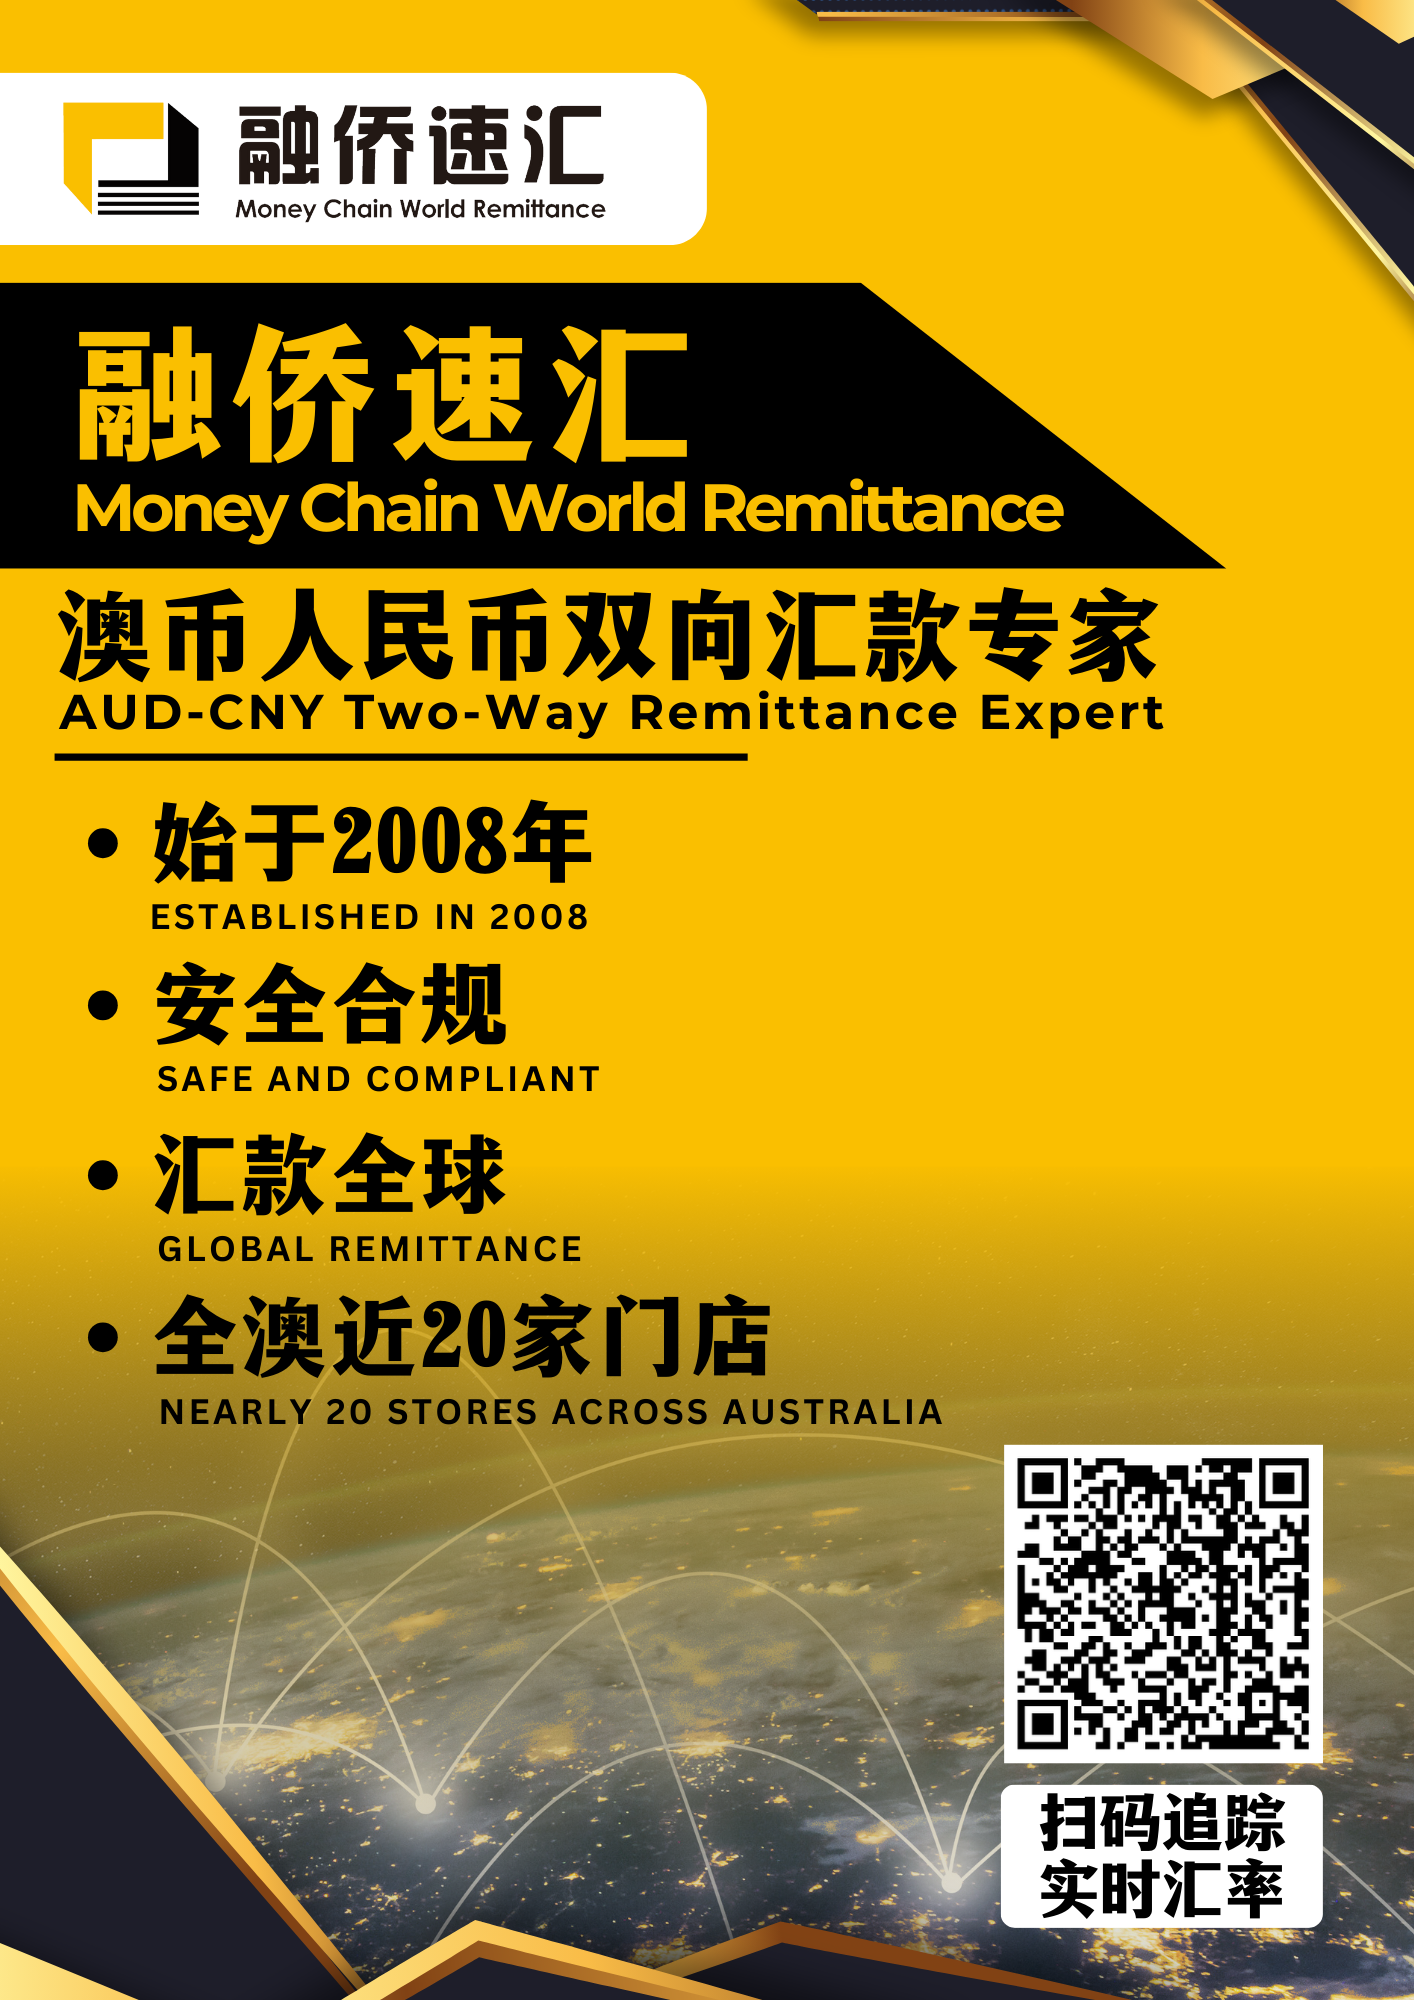 融侨速汇
Money Chain World Remittance
融侨速汇
Money Chain World Remittance
澳币人民币双向汇款专家
AUD-CNY Two-Way Remittance Expert
始于2008年
ESTABLISHED IN 2008
安全合规
SAFE AND COMPLIANT
汇款全球
GLOBAL REMITTANCE
全澳近20家门店
NEARLY 20 STORES ACROSS AUSTRALIA
扫码追踪
实时汇率